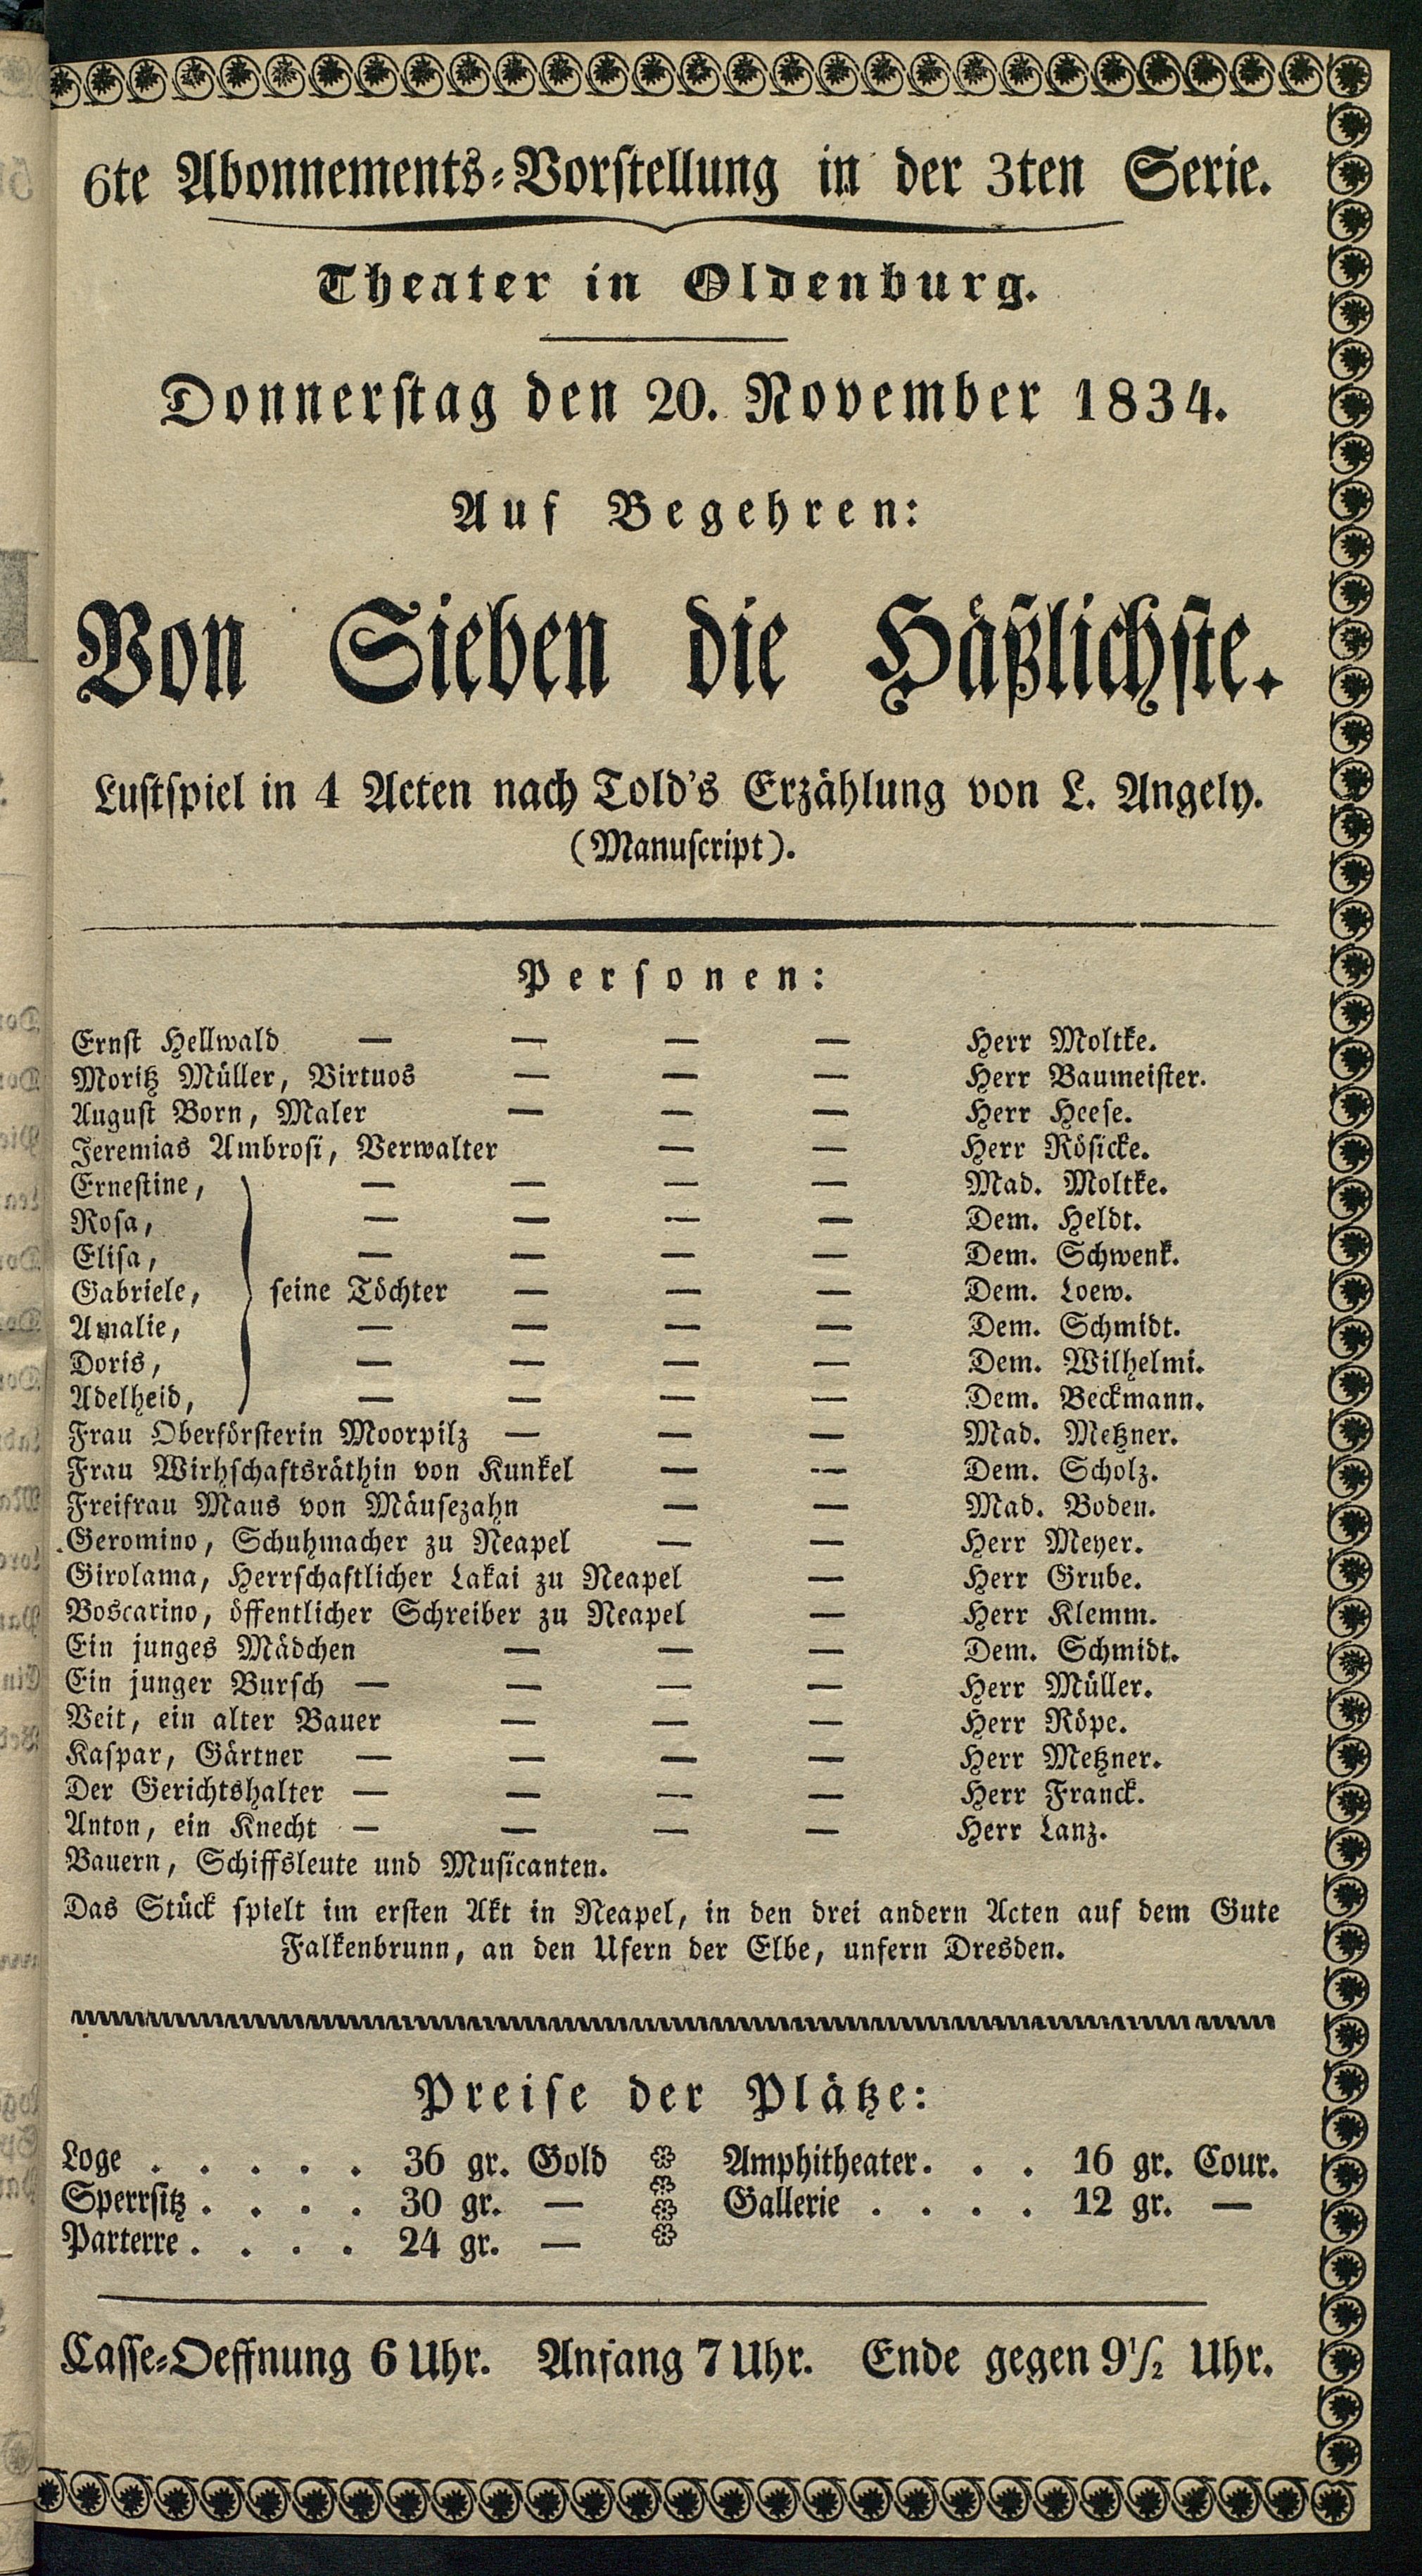 6te Abonnements-Vorstellung in der 3ten Serie.
Theater in Oldenburg.
Donnerstag den 20. November 1834.
Auf Begehren:
Von Sieben die Häßlichste.
Lustspiel in 4 Acten nach Told's Erzählung von L. Angely.
(Manuscript).
Personen:
Ernst Hellwald — — — — Herr Moltke.
Moritz Müller, Virtuos — — — Herr Baumeister.
August Born, Maler — — — Herr Heese.
Jeremias Ambrosi, Verwalter — — Herr Rösicke.
Ernestine, — — — — Mad. Moltke.
Rosa, — — — — Dem. Heldt.
Elisa, — — — — Dem. Schwenk.
Gabriele, seine Töchter — — — Dem. Loew.
Amalie, — — — — Dem. Schmidt.
Doris, — — — — Dem. Wilhelmi.
Adelheid, — — — — Dem. Beckmann.
Frau Oberförsterin Moorpilz — — — Mad. Metzner.
Frau Wirhschaftsräthin von Kunkel — — Dem. Scholz.
Freifrau Maus von Mäusezahn — — Mad. Boden.
Geromino, Schuhmacher zu Neapel — — Herr Meyer.
Girolama, Herrschaftlicher Lakai zu Neapel — Herr Grube.
Boscarino, öffentlicher Schreiber zu Neapel — Herr Klemm.
Ein junges Mädchen — — — Dem. Schmidt.
Ein junger Bursch — — — — Herr Müller.
Veit, ein alter Bauer — — — Herr Röpe.
Kaspar, Gärtner — — — — Herr Metzner.
Der Gerichtshalter — — — — Herr Franck.
Anton, ein Knecht — — — — Herr Lanz.
Bauern, Schiffsleute und Musicanten.
Das Stück spielt im ersten Akt in Neapel, in den drei andern Acten auf dem Gute
Falkenbrunn, an den Ufern der Elbe, unfern Dresden.
Preise der Plätze:
Loge . . . . . 36 gr. Gold
Sperrsitz . . . . 30 gr. —
Parterre . . . . 24 gr. —
Amphitheater . . . 16 gr. Cour.
Gallerie . . . . 12 gr. —
Casse-Oeffnung 6 Uhr. Anfang 7 Uhr. Ende gegen 9½ Uhr.